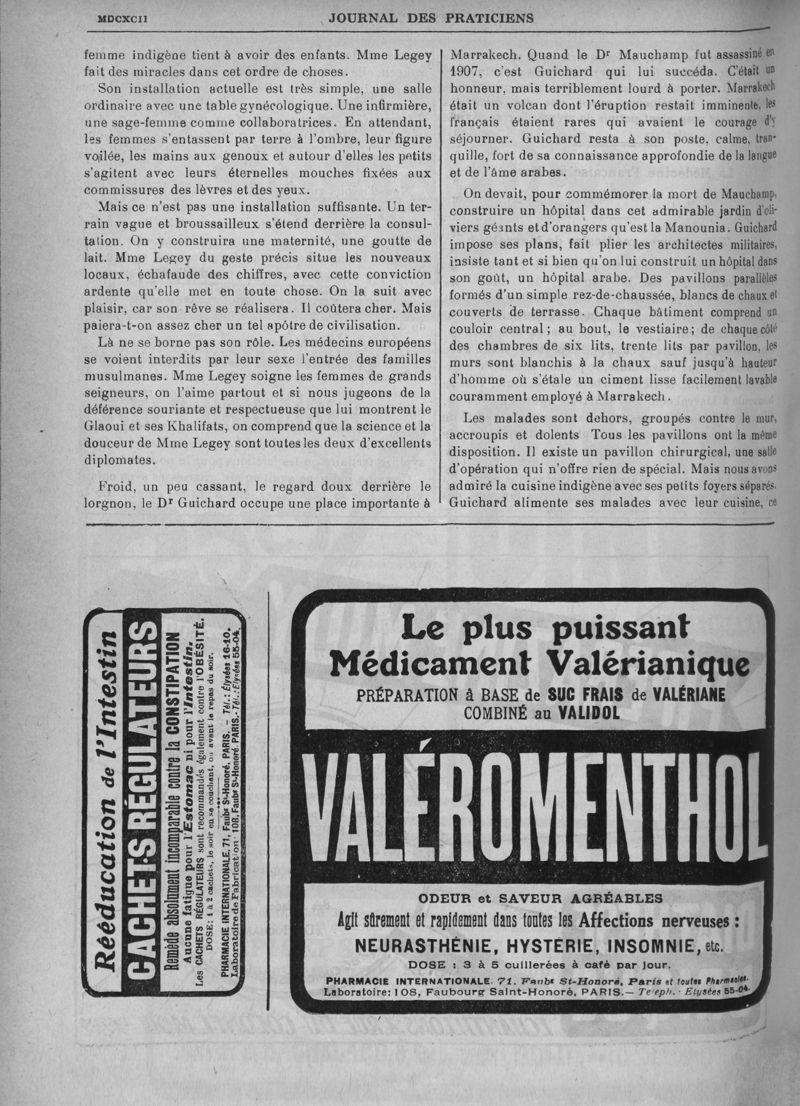 MDCXCII
JOURNAL DES PRATICIENS
femme indigène tient à avoir des enfants. Mme Legey
fait des miracles dans cet ordre de choses.
Son installation actuelle est très simple, une salle
ordinaire avec une table gynécologique. Une infirmière,
une sage-femme comme collaboratrices. En attendant,
les femmes s'entassent par terre à l'ombre, leur figure
voilée, les mains aux genoux et autour d'elles les petits
s'agitent avec leurs éternelles mouches fixées aux
commissures des lèvres et des yeux.
Mais ce n'est pas une installation suffisante. Un ter-
rain vague et broussailleux s'étend derrière la consul-
tation. On y construira une maternité, une goutte de
lait. Mme Legey du geste précis situe les nouveaux
locaux, échafaude des chiffres, avec cette conviction
ardente qu'elle met en toute chose. On la suit avec
plaisir, car son rêve se réalisera. Il coûtera cher. Mais
paiera-t-on assez cher un tel apôtre de civilisation.
Là ne se borne pas son rôle. Les médecins européens
se voient interdits par leur sexe l'entrée des familles
musulmanes. Mme Legey soigne les femmes de grands
seigneurs, on l'aime partout et si nous jugeons de la
déférence souriante et respectueuse que lui montrent le
Glaoui et ses Khalifats, on comprend que la science et la
douceur de Mme Legey sont toutes les deux d'excellents
diplomates.
Froid, un peu cassant, le regard doux derrière le
lorgnon, le Dr Guichard occupe une place importante à
Marrakech. Quand le Dr Mauchamp fut assassiné en
1907, c'est Guichard qui lui succéda. C'était un
honneur, mais terriblement lourd à porter. Marrakech
était un volcan dont l'éruption restait imminente, les
français étaient rares qui avaient le courage d'y
séjourner. Guichard resta à son poste, calme, tran-
quille, fort de sa connaissance approfondie de la langue
et de l'âme arabes.
On devait, pour commémorer la mort de Mauchamp,
construire un hôpital dans cet admirable jardin d'oli-
viers géants et d'orangers qu'est la Manounia. Guichard
impose ses plans, fait plier les architectes militaires,
insiste tant et si bien qu'on lui construit un hôpital dans
son goût, un hôpital arabe. Des pavillons parallèles
formés d'un simple rez-de-chaussée, blancs de chaux et
couverts de terrasse. Chaque bâtiment comprend un
couloir central ; au bout, le vestiaire ; de chaque côté
des chambres de six lits, trente lits par pavillon, les
murs sont blanchis à la chaux sauf jusqu'à hauteur
d'homme où s'étale un ciment lisse facilement lavable
couramment employé à Marrakech.
Les malades sont dehors, groupés contre le mur,
accroupis et dolents Tous les pavillons ont la même
disposition. Il existe un pavillon chirurgical, une salle
d'opération qui n'offre rien de spécial. Mais nous avons
admiré la cuisine indigène avec ses petits foyers séparés.
Guichard alimente ses malades avec leur cuisine, ce
Rééducation de l'Intestin
CACHETS RÉGULATEURS
Remède absolument incomparable contre la CONSTIPATION
Aucune fatigue pour l'Estomac ni pour l'Intestin.
Les CACHETS RÉGULATEURS sont recommandés également contre l'OBÉSITÉ.
DOSE : 1 à 2 cachets, le soir en se couchant, ou avant le repas du soir.
PHARMACIE INTERNATIONALE, 71, Faubg St-Honoré, PARIS. — Tél. : Elysées 16-10.
Laboratoire de Fabrication : 108, Faubg St-Honoré PARIS. - Tél. : Elysées 55-04.
Le plus puissant
Médicament Valérianique
PRÉPARATION à BASE de SUC FRAIS de VALÉRIANE
COMBINÉ au VALIDOL
VALÉROMENTHOL
ODEUR et SAVEUR AGRÉABLES
Agit sûrement et rapidement dans toutes les Affections nerveuses :
NEURASTHÉNIE, HYSTÉRIE, INSOMNIE, etc.
DOSE : 3 à 5 cuillerées à café par jour.
PHARMACIE INTERNATIONALE. 71. Faubg St-Honoré, Paris et toutes Pharmacies.
Laboratoire: 108, Faubourg Saint-Honoré, PARIS.— Teleph. : Elysées 55-04.